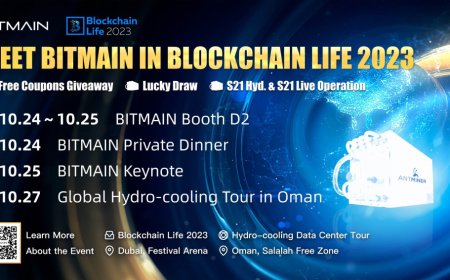 TMAIN
Blockchain
Life 2023
EET BITMAIN IN BLOCKCHAIN LIFE 2023
Free Coupons Giveaway Lucky Draw S21 Hyd. & S21 Live Operation
10.24 ~ 10.25 BITMAIN Booth D2
10.24 BITMAIN Private Dinner
10.25 BITMAIN Keynote
10.27 Global Hydro-cooling Tour in Oman
ANTMINER
Learn More Blockchain Life 2023 Hydro-cooling Data Center Tour
About the Event Dubai, Festival Arena Oman, Salalah Free Zone